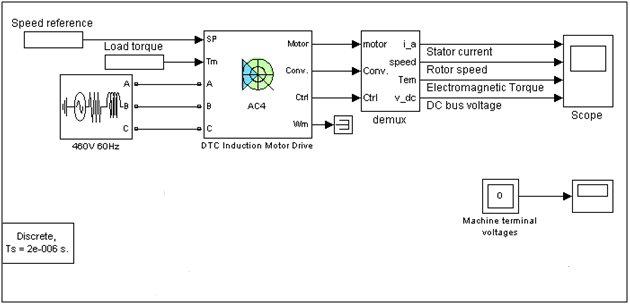 Speed reference
Load torque
SP
Tm
A
B
C
A
B
C
460V 60Hz
Motor
Conv.
Ctrl
Wm
AC4
DTC Induction Motor Drive
motor
Conv.
Ctrl
i_a
speed
Tem
v_dc
demux
Stator current
Rotor speed
Electromagnetic Torque
DC bus voltage
Scope
0
Machine terminal
voltages
Discrete,
Ts = 2e-006 s.